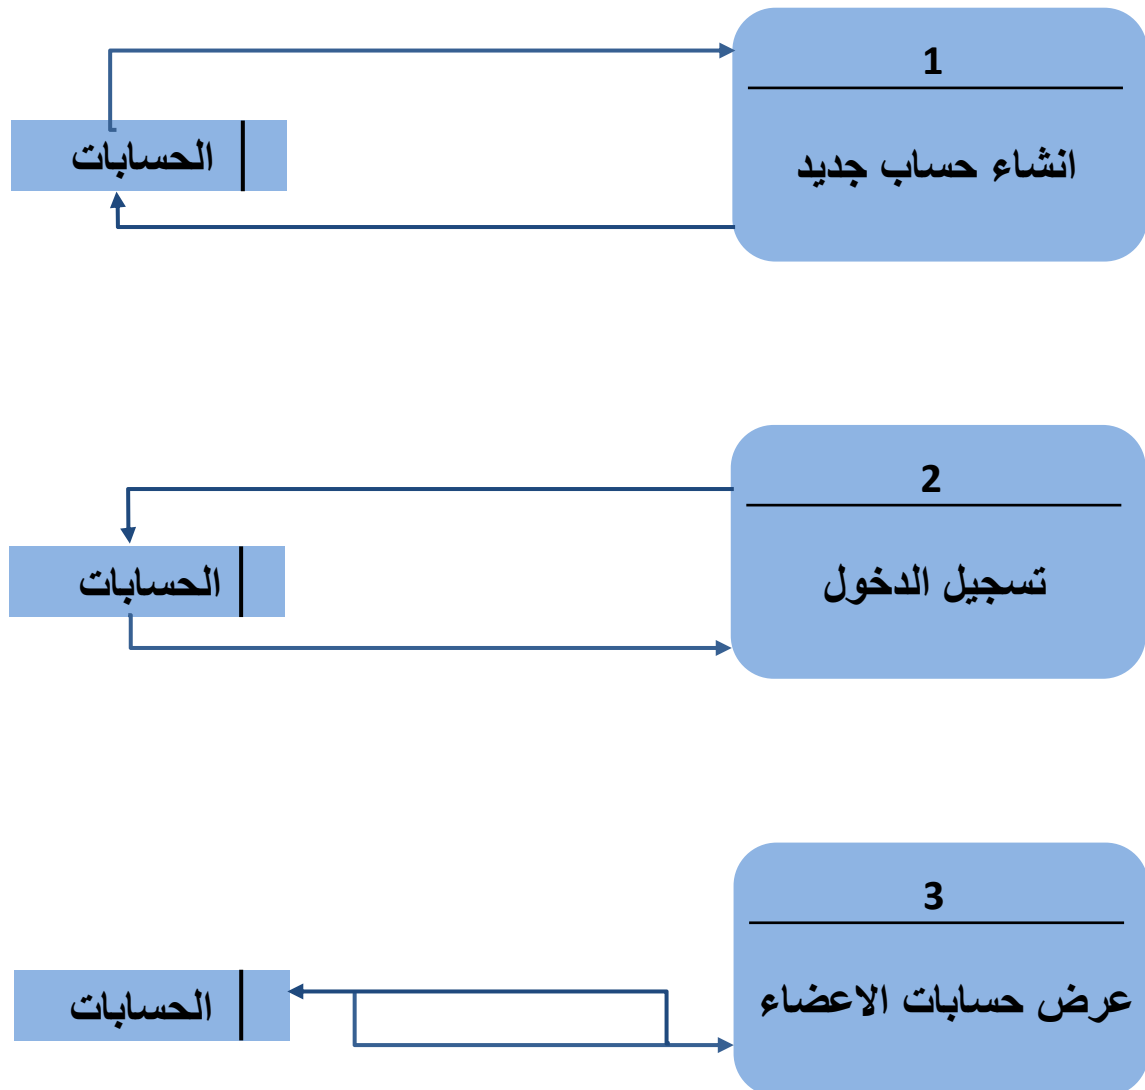 1
انشاء حساب جديد
الحسابات
2
تسجيل الدخول
الحسابات
3
عرض حسابات الاعضاء
الحسابات